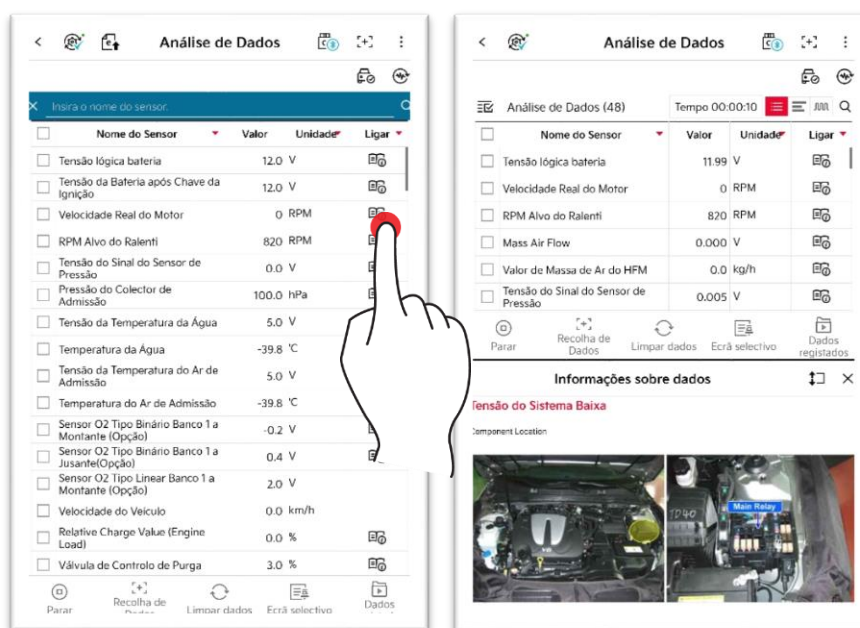 Análise de Dados
Insira o nome do sensor.
Nome do Sensor Valor Unidade Ligar
Tensão lógica bateria 12.0 V
Tensão da Bateria após Chave da
Ignição 12.0 V
Velocidade Real do Motor 0 RPM
RPM Alvo do Ralenti 820 RPM
Tensão do Sinal do Sensor de
Pressão 0.0 V
Pressão do Colector de
Admissão 100.0 hPa
Tensão da Temperatura da Água 5.0 V
Temperatura da Água -39.8 'C
Tensão da Temperatura do Ar de
Admissão 5.0 V
Temperatura do Ar de Admissão -39.8 'C
Sensor O2 Tipo Binário Banco 1 a
Montante (Opção) -0.2 V
Sensor O2 Tipo Binário Banco 1 a
Jusante(Opção) 0.4 V
Sensor O2 Tipo Linear Banco 1 a
Montante (Opção) 2.0 V
Velocidade do Veículo 0.0 km/h
Relative Charge Value (Engine
Load) 0.0 %
Válvula de Controlo de Purga 3.0 %
Parar
Recolha de
Limpar dados
Ecrã selectivo
Dados
Análise de Dados
Análise de Dados (48) Tempo 00:00:10
Nome do Sensor Valor Unidade Ligar
Tensão lógica bateria 11.99 V
Velocidade Real do Motor 0 RPM
RPM Alvo do Ralenti 820 RPM
Mass Air Flow 0.000 V
Valor de Massa de Ar do HFM 0.0 kg/h
Tensão do Sinal do Sensor de
Pressão 0.005 V
Parar
Recolha de
Dados
Limpar dados
Ecrã selectivo
Dados
registados
Informações sobre dados
Tensão do Sistema Baixa
Component Location
V6
TD40
Main Relay